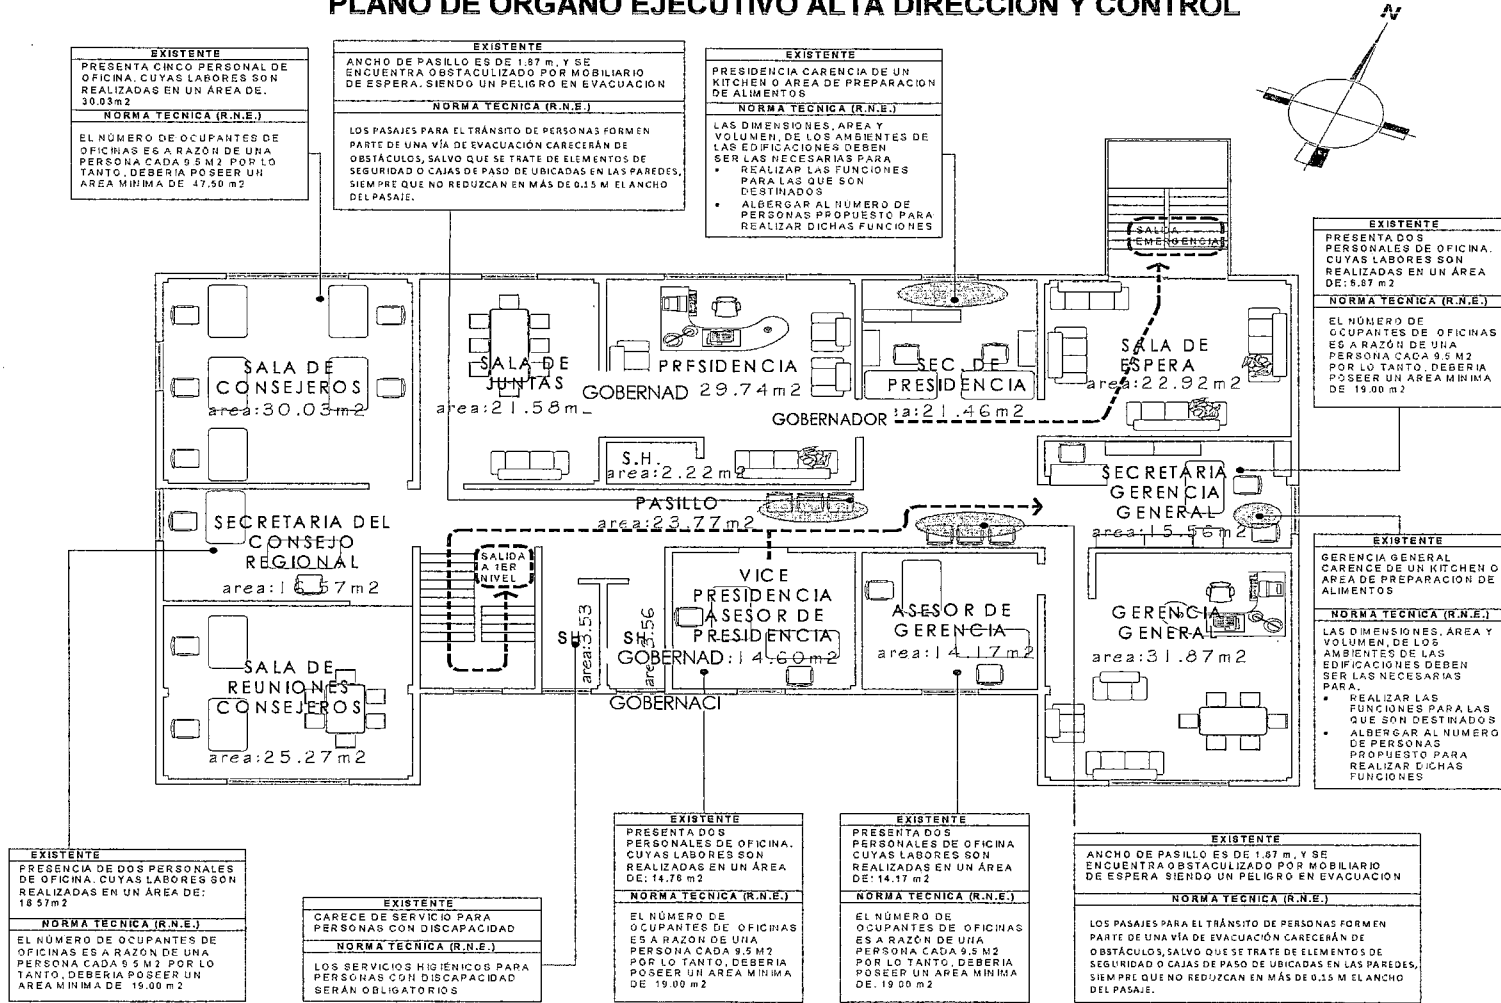 PLANO DE ORGANO EJECUTIVO ALTA DIRECCION Y CONTROL
N
EXISTENTE
PRESENTA CINCO PERSONAL DE
OFICINA. CUYAS LABORES SON
REALIZADAS EN UN ÁREA DE.
30.03m2
NORMA TECNICA (R.N.E.)
EL NÚMERO DE OCUPANTES DE
OFICINAS ES A RAZÓN DE UNA
PERSONA CADA 9.5 M2 POR LO
TANTO, DEBERIA POSEER UN
AREA MINIMA DE 47.50 m2
EXISTENTE
ANCHO DE PASILLO ES DE 1.87 m, Y SE
ENCUENTRA OBSTACULIZADO POR MOBILIARIO
DE ESPERA. SIENDO UN PELIGRO EN EVACUACIÓN
NORMA TECNICA (R.N.E.)
LOS PASAJES PARA EL TRÁNSITO DE PERSONAS FORMEN
PARTE DE UNA VÍA DE EVACUACIÓN CARECERÁN DE
OBSTÁCULOS, SALVO QUE SE TRATE DE ELEMENTOS DE
SEGURIDAD O CAJAS DE PASO DE UBICADAS EN LAS PAREDES,
SIEMPRE QUE NO REDUZCAN EN MÁS DE 0.15 M EL ANCHO
DEL PASAJE.
EXISTENTE
PRESIDENCIA CARENCIA DE UN
KITCHEN O AREA DE PREPARACION
DE ALIMENTOS
NORMA TECNICA (R.N.E.)
LAS DIMENSIONES, AREA Y
VOLUMEN, DE LOS AMBIENTES DE
LAS EDIFICACIONES DEBEN
SER LAS NECESARIAS PARA
• REALIZAR LAS FUNCIONES
PARA LAS QUE SON
DESTINADOS
• ALBERGAR AL NÚMERO DE
PERSONAS PROPUESTO PARA
REALIZAR DICHAS FUNCIONES
EXISTENTE
PRESENTA DOS
PERSONALES DE OFICINA.
CUYAS LABORES SON
REALIZADAS EN UN ÁREA
DE: 6.87 m2
NORMA TECNICA (R.N.E.)
EL NÚMERO DE
OCUPANTES DE OFICINAS
ES A RAZÓN DE UNA
PERSONA CADA 9.5 M2
POR LO TANTO, DEBERIA
POSEER UN AREA MINIMA
DE 19.00 m2
SALIDA
EMERGENCIA
SALA DE
CONSEJEROS
area:30.03m2
SALA DE
JUNTAS
area:21.58m
PRESIDENCIA
GOBERNAD 29.74m2
SEC. DE
PRESIDENCIA
a:21.46m2
GOBERNADOR
SALA DE
ESPERA
area:22.92m2
S.H.
area:2.22m2
PASILLO
area:23.77m2
SECRETARIA
GERENCIA
GENERAL
area:15.56m2
SECRETARIA DEL
CONSEJO
REGIONAL
area:16.57m2
SALIDA
A 1ER
NIVEL
VICE
PRESIDENCIA
ASESOR DE
PRESIDENCIA
GOBERNAD:14.60m2
GOBERNACI
SH
area:3.53
SH
area:3.56
ASESOR DE
GERENCIA
area:14.17m2
GERENCIA
GENERAL
area:31.87m2
SALA DE
REUNIONES
CONSEJEROS
area:25.27m2
EXISTENTE
GERENCIA GENERAL
CARENCE DE UN KITCHEN O
AREA DE PREPARACION DE
ALIMENTOS
NORMA TECNICA (R.N.E.)
LAS DIMENSIONES, ÁREA Y
VOLUMEN, DE LOS
AMBIENTES DE LAS
EDIFICACIONES DEBEN
SER LAS NECESARIAS
PARA.
• REALIZAR LAS
FUNCIONES PARA LAS
QUE SON DESTINADOS
• ALBERGAR AL NUMERO
DE PERSONAS
PROPUESTO PARA
REALIZAR DICHAS
FUNCIONES
EXISTENTE
PRESENCIA DE DOS PERSONALES
DE OFICINA. CUYAS LABORES SON
REALIZADAS EN UN ÁREA DE:
18 57m2
NORMA TECNICA (R.N.E.)
EL NÚMERO DE OCUPANTES DE
OFICINAS ES A RAZON DE UNA
PERSONA CADA 9 5 M2 POR LO
TANTO, DEBERIA POSEER UN
AREA MINIMA DE 19.00 m2
EXISTENTE
CARECE DE SERVICIO PARA
PERSONAS CON DISCAPACIDAD
NORMA TECNICA (R.N.E.)
LOS SERVICIOS HIGIÉNICOS PARA
PERSONAS CON DISCAPACIDAD
SERÁN OBLIGATORIOS
EXISTENTE
PRESENTA DOS
PERSONALES DE OFICINA.
CUYAS LABORES SON
REALIZADAS EN UN ÁREA
DE: 14.76 m2
NORMA TECNICA (R.N.E.)
EL NÚMERO DE
OCUPANTES DE OFICINAS
ES A RAZON DE UNA
PERSONA CADA 9.5 M2
POR LO TANTO, DEBERIA
POSEER UN AREA MINIMA
DE 19.00 m2
EXISTENTE
PRESENTA DOS
PERSONALES DE OFICINA
CUYAS LABORES SON
REALIZADAS EN UN ÁREA
DE: 14.17 m2
NORMA TECNICA (R.N.E.)
EL NÚMERO DE
OCUPANTES DE OFICINAS
ES A RAZÓN DE UNA
PERSONA CADA 9.5 M2
POR LO TANTO, DEBERIA
POSEER UN AREA MINIMA
DE. 19 00 m2
EXISTENTE
ANCHO DE PASILLO ES DE 1.67 m, Y SE
ENCUENTRA OBSTACULIZADO POR MOBILIARIO
DE ESPERA SIENDO UN PELIGRO EN EVACUACIÓN
NORMA TECNICA (R.N.E.)
LOS PASAJES PARA EL TRÁNSITO DE PERSONAS FORMEN
PARTE DE UNA VÍA DE EVACUACIÓN CARECERÁN DE
OBSTÁCULOS, SALVO QUE SE TRATE DE ELEMENTOS DE
SEGURIDAD O CAJAS DE PASO DE UBICADAS EN LAS PAREDES,
SIEMPRE QUE NO REDUZCAN EN MÁS DE 0.15 M EL ANCHO
DEL PASAJE.